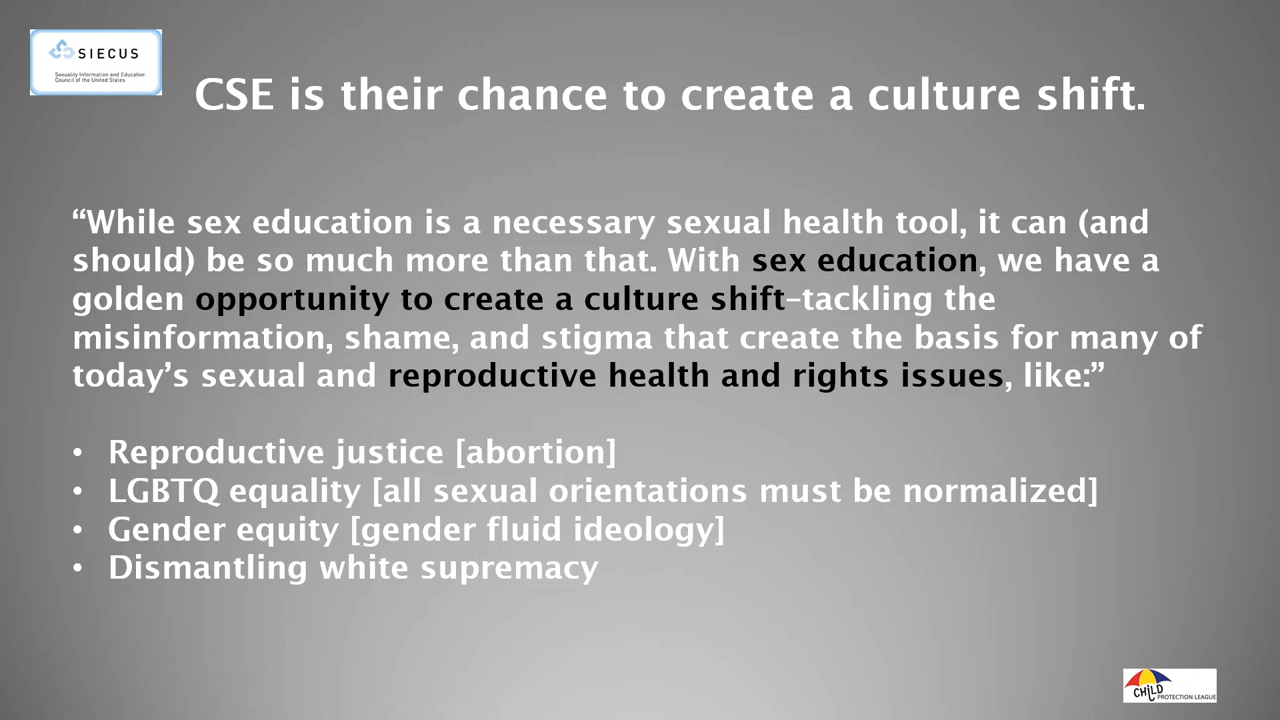 SIECUS
Sexuality Information and Education
Council of the United States
CSE is their chance to create a culture shift.
“While sex education is a necessary sexual health tool, it can (and
should) be so much more than that. With sex education, we have a
golden opportunity to create a culture shift–tackling the
misinformation, shame, and stigma that create the basis for many of
today’s sexual and reproductive health and rights issues, like:”
• Reproductive justice [abortion]
• LGBTQ equality [all sexual orientations must be normalized]
• Gender equity [gender fluid ideology]
• Dismantling white supremacy
CHILD
PROTECTION LEAGUE